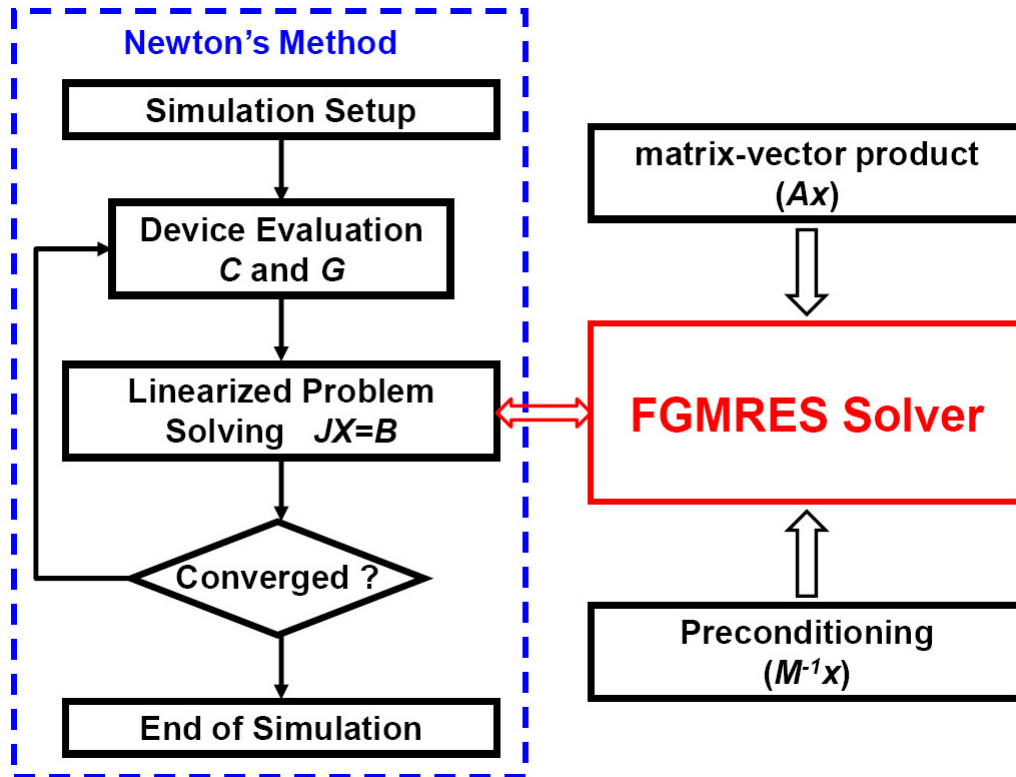 Newton's Method
Simulation Setup
Device Evaluation
C and G
Linearized Problem
Solving JX=B
Converged ?
End of Simulation
matrix-vector product
(Ax)
FGMRES Solver
Preconditioning
(M⁻¹x)